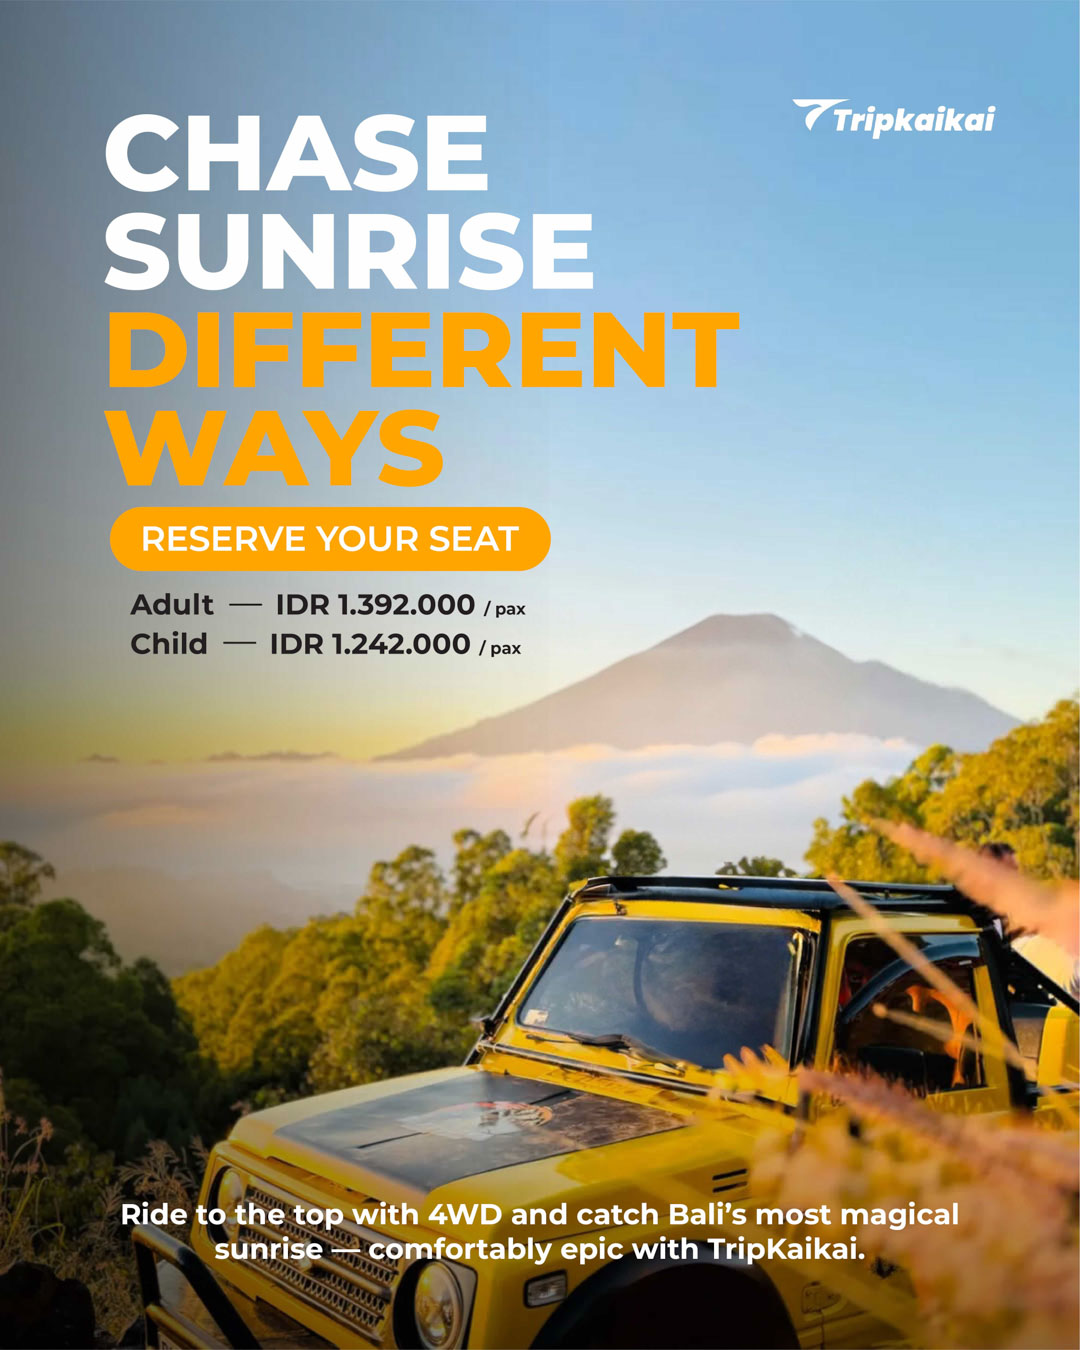 Tripkaikai
CHASE
SUNRISE
DIFFERENT
WAYS
RESERVE YOUR SEAT
Adult — IDR 1.392.000 / pax
Child — IDR 1.242.000 / pax
Ride to the top with 4WD and catch Bali’s most magical
sunrise — comfortably epic with TripKaikai.